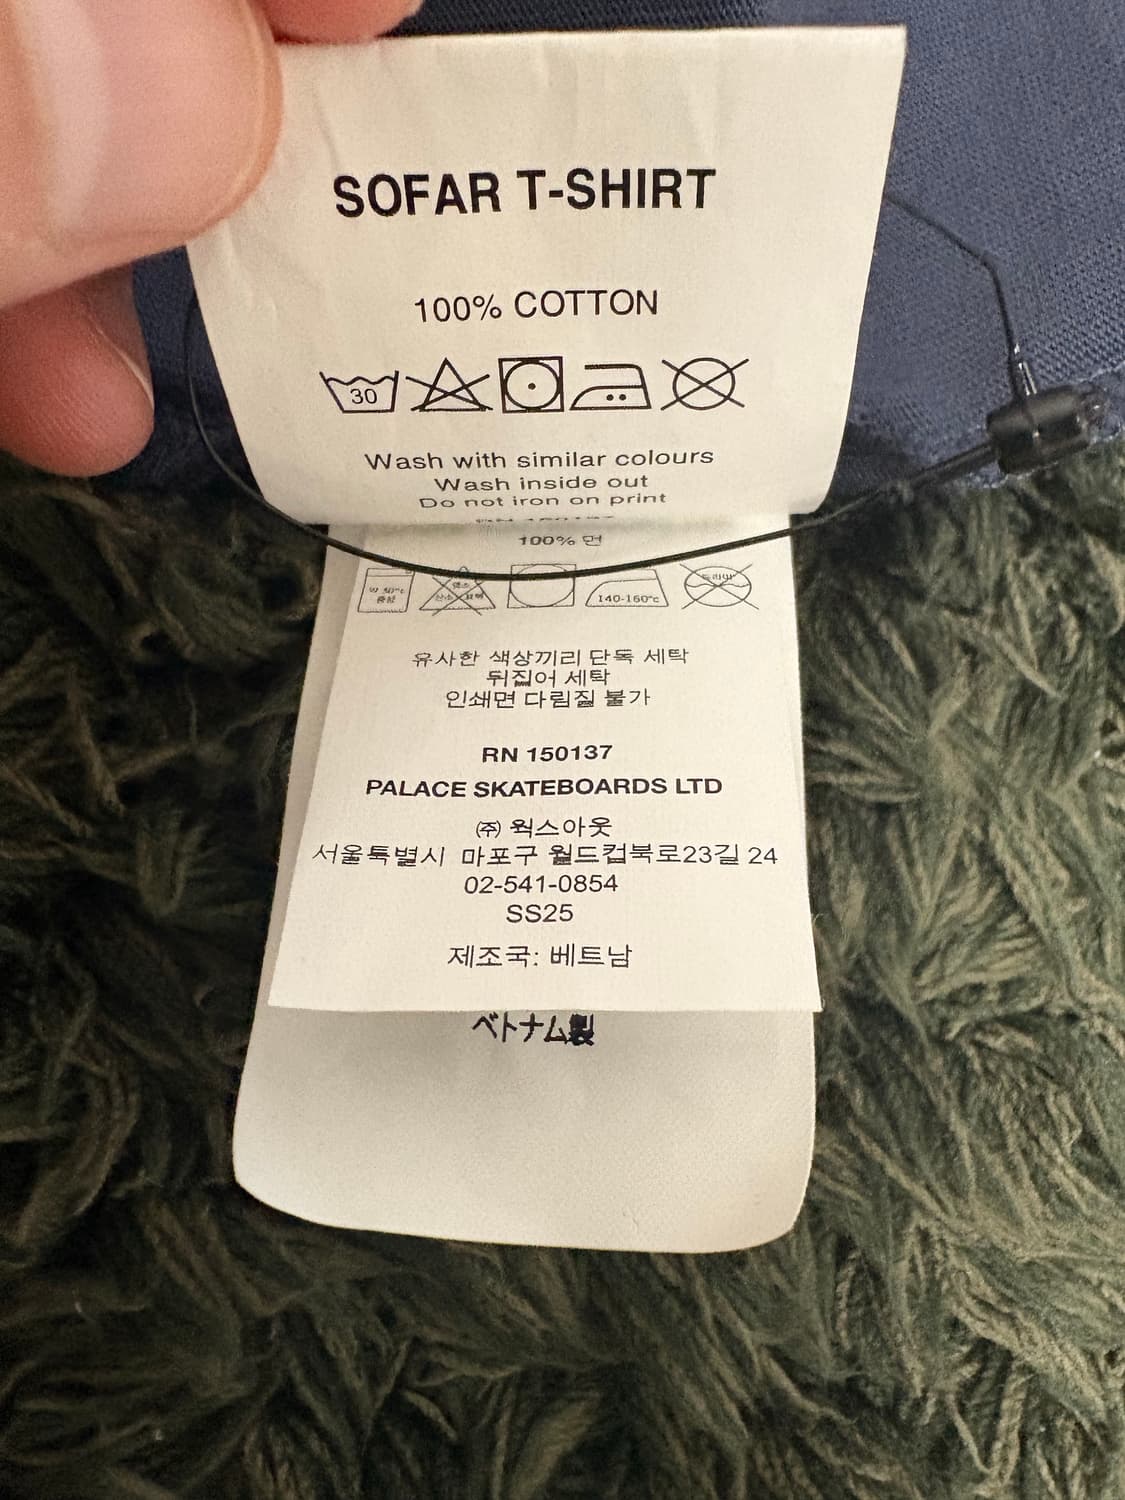 SOFAR T-SHIRT
100% COTTON
30
Wash with similar colours
Wash inside out
Do not iron on print
100% 면
140-160°c
유사한 색상끼리 단독 세탁
뒤집어 세탁
인쇄면 다림질 불가
RN 150137
PALACE SKATEBOARDS LTD
㈜ 웍스아웃
서울특별시 마포구 월드컵북로23길 24
02-541-0854
SS25
제조국: 베트남
ベトナム製